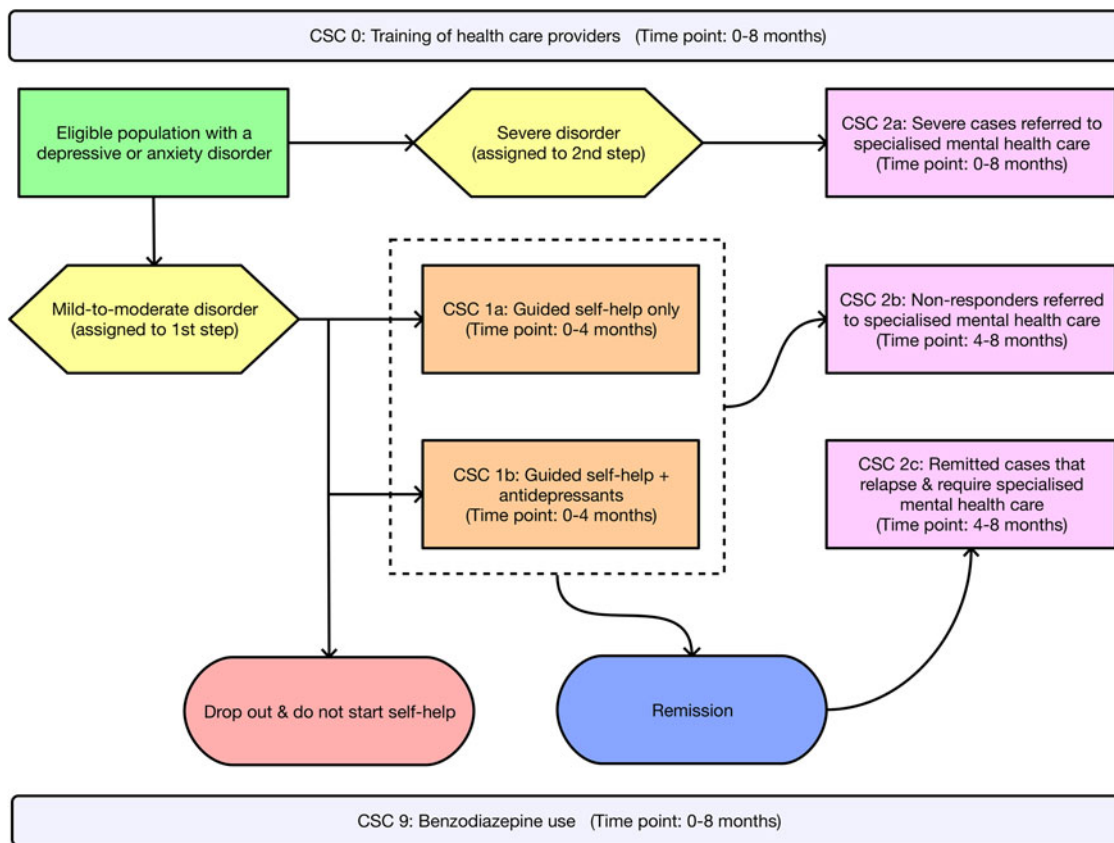 CSC 0: Training of health care providers   (Time point: 0-8 months)
Eligible population with a
depressive or anxiety disorder
Severe disorder
(assigned to 2nd step)
CSC 2a: Severe cases referred to
specialised mental health care
(Time point: 0-8 months)
Mild-to-moderate disorder
(assigned to 1st step)
CSC 1a: Guided self-help only
(Time point: 0-4 months)
CSC 2b: Non-responders referred
to specialised mental health care
(Time point: 4-8 months)
CSC 1b: Guided self-help +
antidepressants
(Time point: 0-4 months)
CSC 2c: Remitted cases that
relapse & require specialised
mental health care
(Time point: 4-8 months)
Drop out & do not start self-help
Remission
CSC 9: Benzodiazepine use   (Time point: 0-8 months)